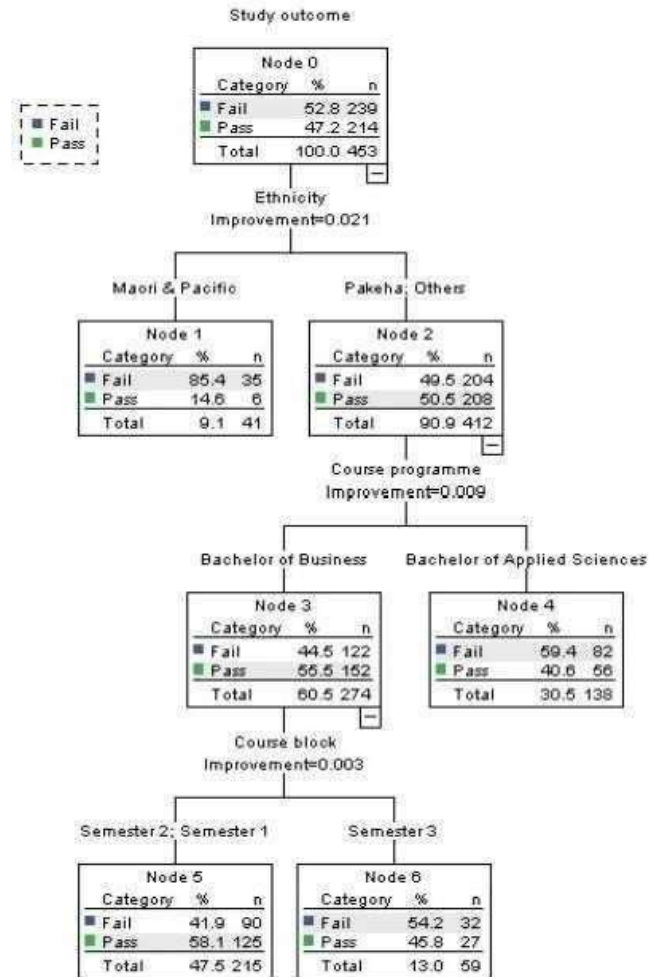 Study outcome
Node 0
Category % n
Fail 52.8 239
Pass 47.2 214
Total 100.0 453
Fail
Pass
Ethnicity
Improvement=0.021
Maori & Pacific
Pakeha; Others
Node 1
Category % n
Fail 85.4 35
Pass 14.6 6
Total 9.1 41
Node 2
Category % n
Fail 49.5 204
Pass 50.5 208
Total 90.9 412
Course programme
Improvement=0.009
Bachelor of Business
Bachelor of Applied Sciences
Node 3
Category % n
Fail 44.5 122
Pass 55.5 152
Total 60.5 274
Node 4
Category % n
Fail 59.4 82
Pass 40.6 56
Total 30.5 138
Course block
Improvement=0.003
Semester 2; Semester 1
Semester 3
Node 5
Category % n
Fail 41.9 90
Pass 58.1 125
Total 47.5 215
Node 6
Category % n
Fail 54.2 32
Pass 45.8 27
Total 13.0 59